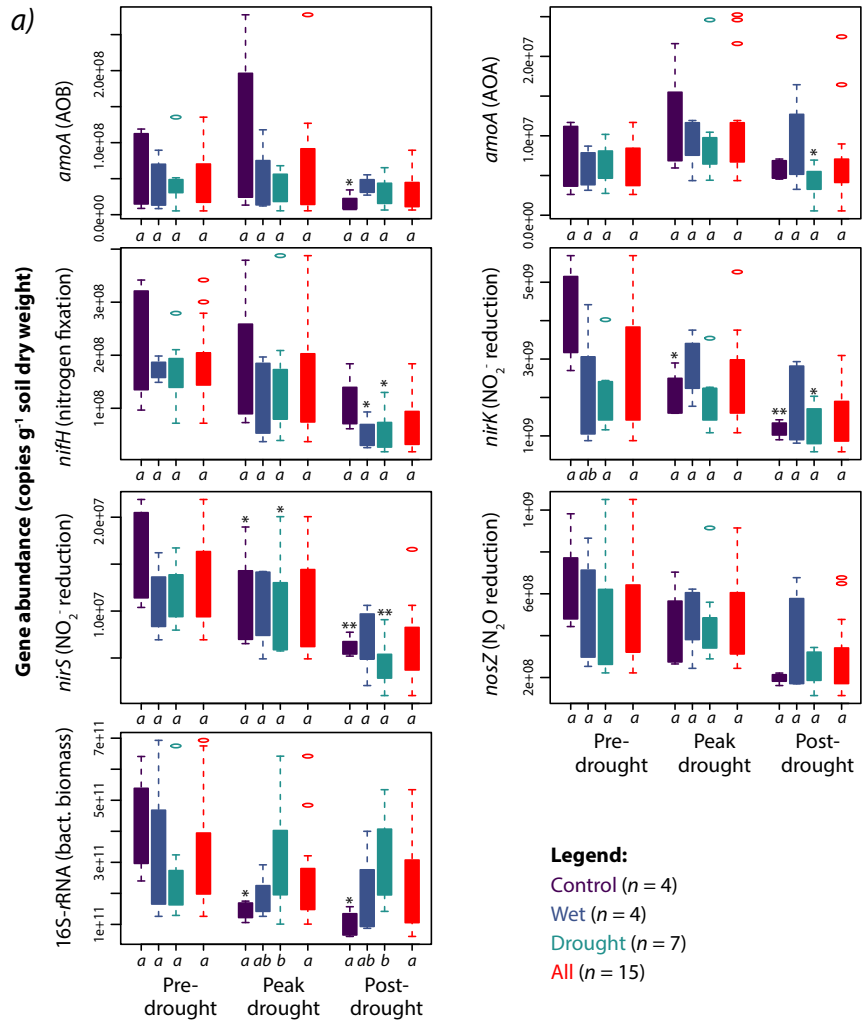 a)
Gene abundance (copies g⁻¹ soil dry weight)
amoA (AOB)
0.0e+00 1.0e+08 2.0e+08
* 
a a a a a a a a a a a a
amoA (AOA)
0.0e+00 1.0e+07 2.0e+07
*
a a a a a a a a a a a a
nifH (nitrogen fixation)
1e+08 2e+08 3e+08
* *
a a a a a a a a a a a a
nirK (NO₂⁻ reduction)
1e+09 3e+09 5e+09
* ** *
a ab a a a a a a a a a a
nirS (NO₂⁻ reduction)
1.0e+07 2.0e+07
* * ** **
a a a a a ab a a a ab a a
nosZ (N₂O reduction)
2e+08 6e+08 1e+09
a a a a a a a a a a a a
Pre-
drought
Peak
drought
Post-
drought
16S-rRNA (bact. biomass)
1e+11 3e+11 5e+11 7e+11
* *
a a a a a ab b a a ab b a
Pre-
drought
Peak
drought
Post-
drought
Legend:
Control (n = 4)
Wet (n = 4)
Drought (n = 7)
All (n = 15)